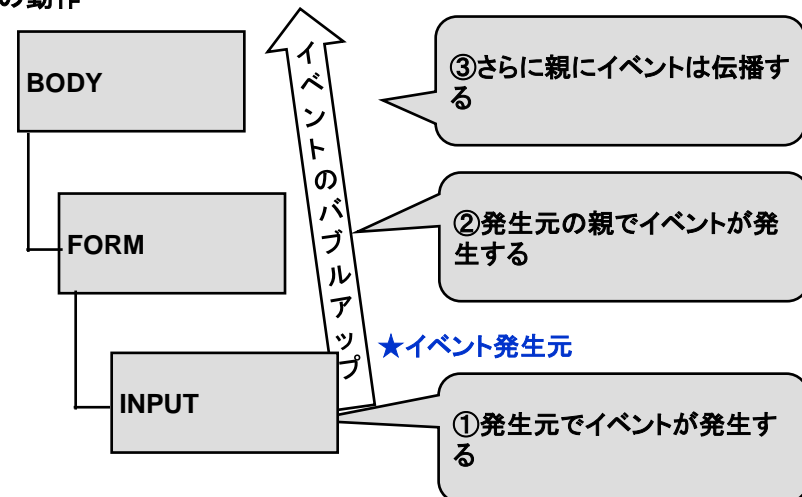 の動作
BODY
③さらに親にイベントは伝播す
る
イベントのバブルアップ
②発生元の親でイベントが発
生する
FORM
★イベント発生元
INPUT
①発生元でイベントが発生す
る